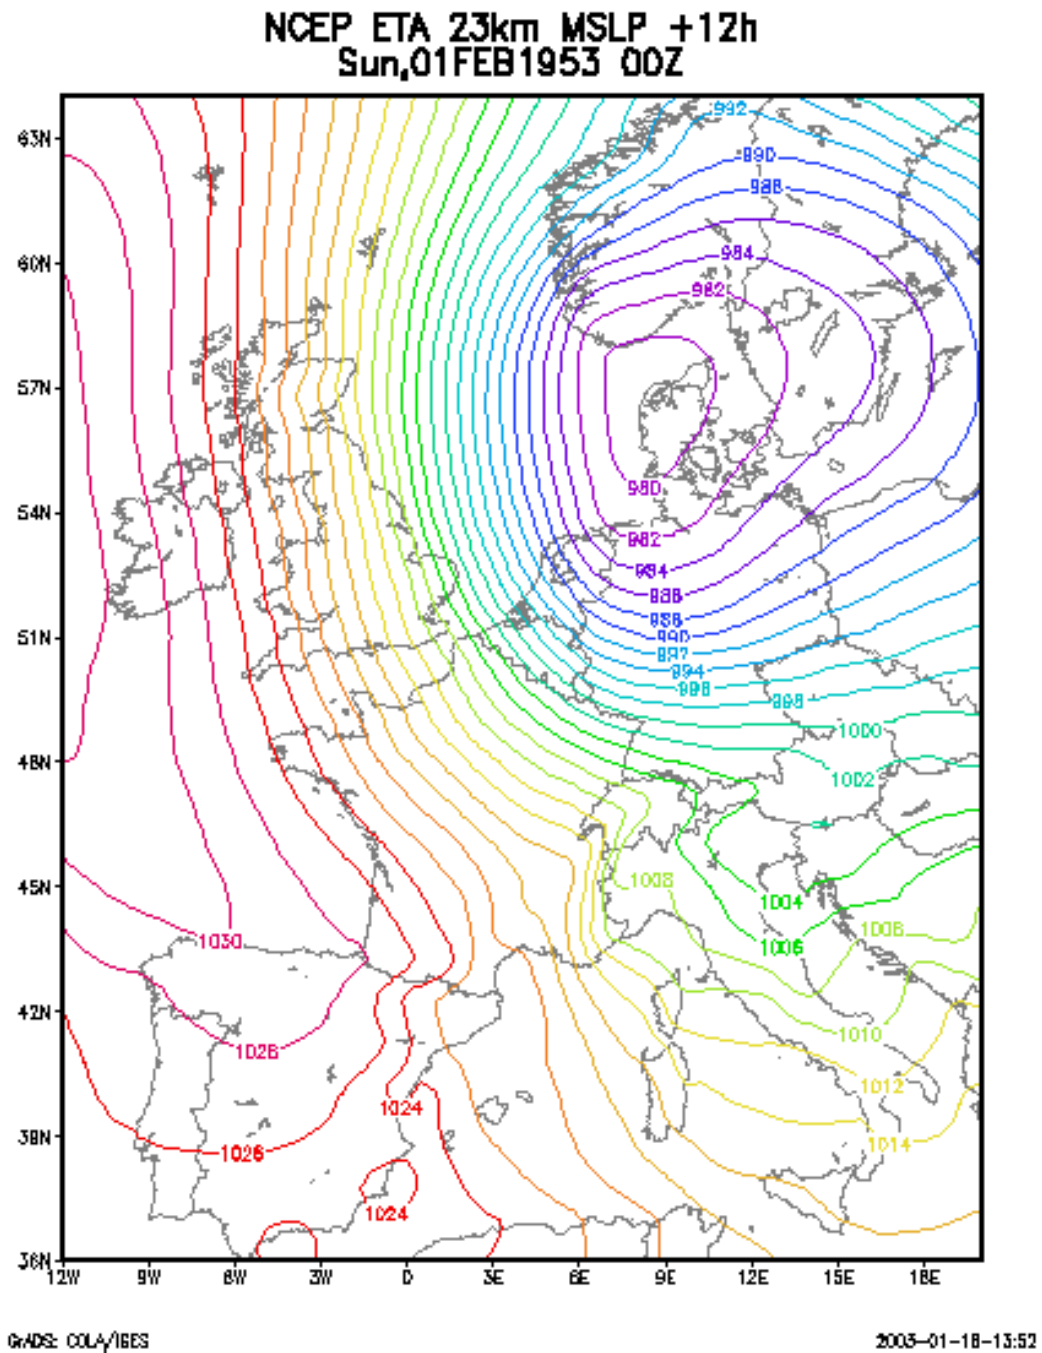 NCEP ETA 23km MSLP +12h
Sun,01FEB1953 00Z
63N
60N
57N
54N
51N
48N
45N
42N
39N
36N
12W 9W 6W 3W 0 3E 6E 9E 12E 15E 18E
992
990
988
984
982
980
982
984
986
988
990
992
994
996
998
1000
1002
1008
1004
1006
1008
1010
1012
1014
1030
1028
1026
1024
1024
GrADS: COLA/IGES
2003-01-18-13:52